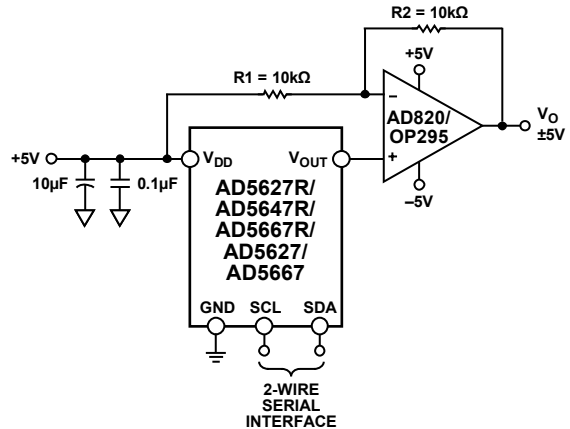 R2 = 10kΩ
+5V
R1 = 10kΩ
–
AD820/
OP295
+
VO
±5V
–5V
+5V
10µF
0.1µF
VDD
VOUT
AD5627R/
AD5647R/
AD5667R/
AD5627/
AD5667
GND
SCL
SDA
2-WIRE
SERIAL
INTERFACE